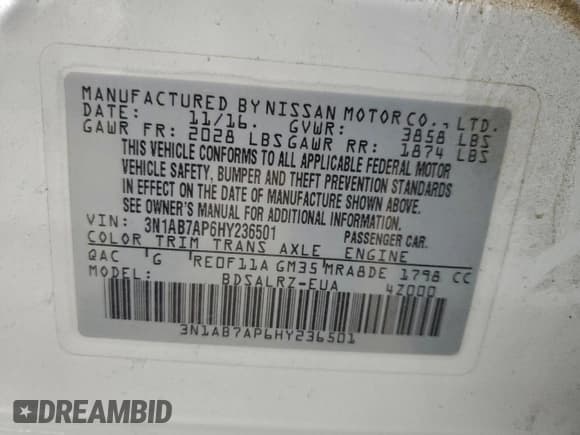 MANUFACTURED BY NISSAN MOTOR CO., LTD.
DATE: 11/16. GVWR: 3858 LBS
GAWR FR: 2028 LBS GAWR RR: 1874 LBS
THIS VEHICLE CONFORMS TO ALL APPLICABLE FEDERAL MOTOR
VEHICLE SAFETY, BUMPER AND THEFT PREVENTION STANDARDS
IN EFFECT ON THE DATE OF MANUFACTURE SHOWN ABOVE.
SEE OWNER'S MANUAL FOR ADDITIONAL INFORMATION.
VIN: 3N1AB7AP6HY236501 PASSENGER CAR.
COLOR TRIM TRANS AXLE ENGINE
QAC G RE0F11A GM35 MRA8DE 1798 CC
MODEL: BDSALRZ-EUA 4Z000
3N1AB7AP6HY236501
DREAMBID